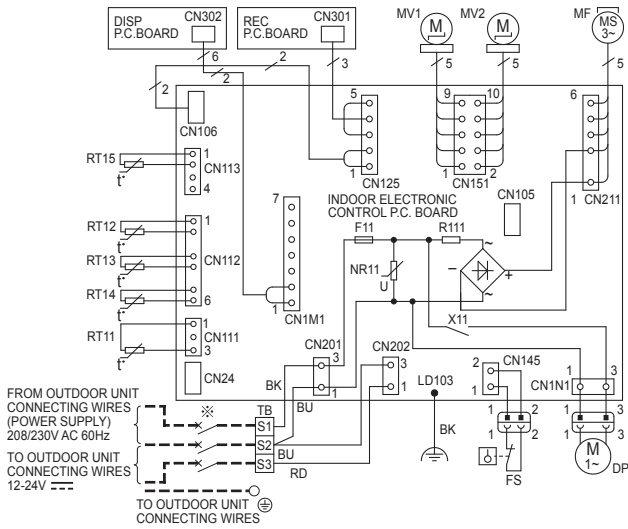 DISP
P.C.BOARD
CN302
REC
P.C.BOARD
CN301
MV1
M
MV2
M
MF
MS
3~
6
2
2
3
5
5
5
2
CN106
5
1
CN125
9
10
1
2
CN151
6
1
CN211
RT15
t°
1
CN113
4
INDOOR ELECTRONIC
CONTROL P.C. BOARD
CN105
7
1
CN1M1
F11
R111
~
−
+
~
NR11
U
X11
RT12
t°
RT13
t°
RT14
t°
1
CN112
6
RT11
t°
1
CN111
3
CN24
CN201
3
1
CN202
3
1
LD103
2
1
CN145
1
3
CN1N1
BK
BU
BK
1
2
1
2
FS
1
3
1
3
M
1~
DP
FROM OUTDOOR UNIT
CONNECTING WIRES
(POWER SUPPLY)
208/230V AC 60Hz
※
TB
S1
S2
S3
BU
RD
TO OUTDOOR UNIT
CONNECTING WIRES
12-24V
TO OUTDOOR UNIT
CONNECTING WIRES